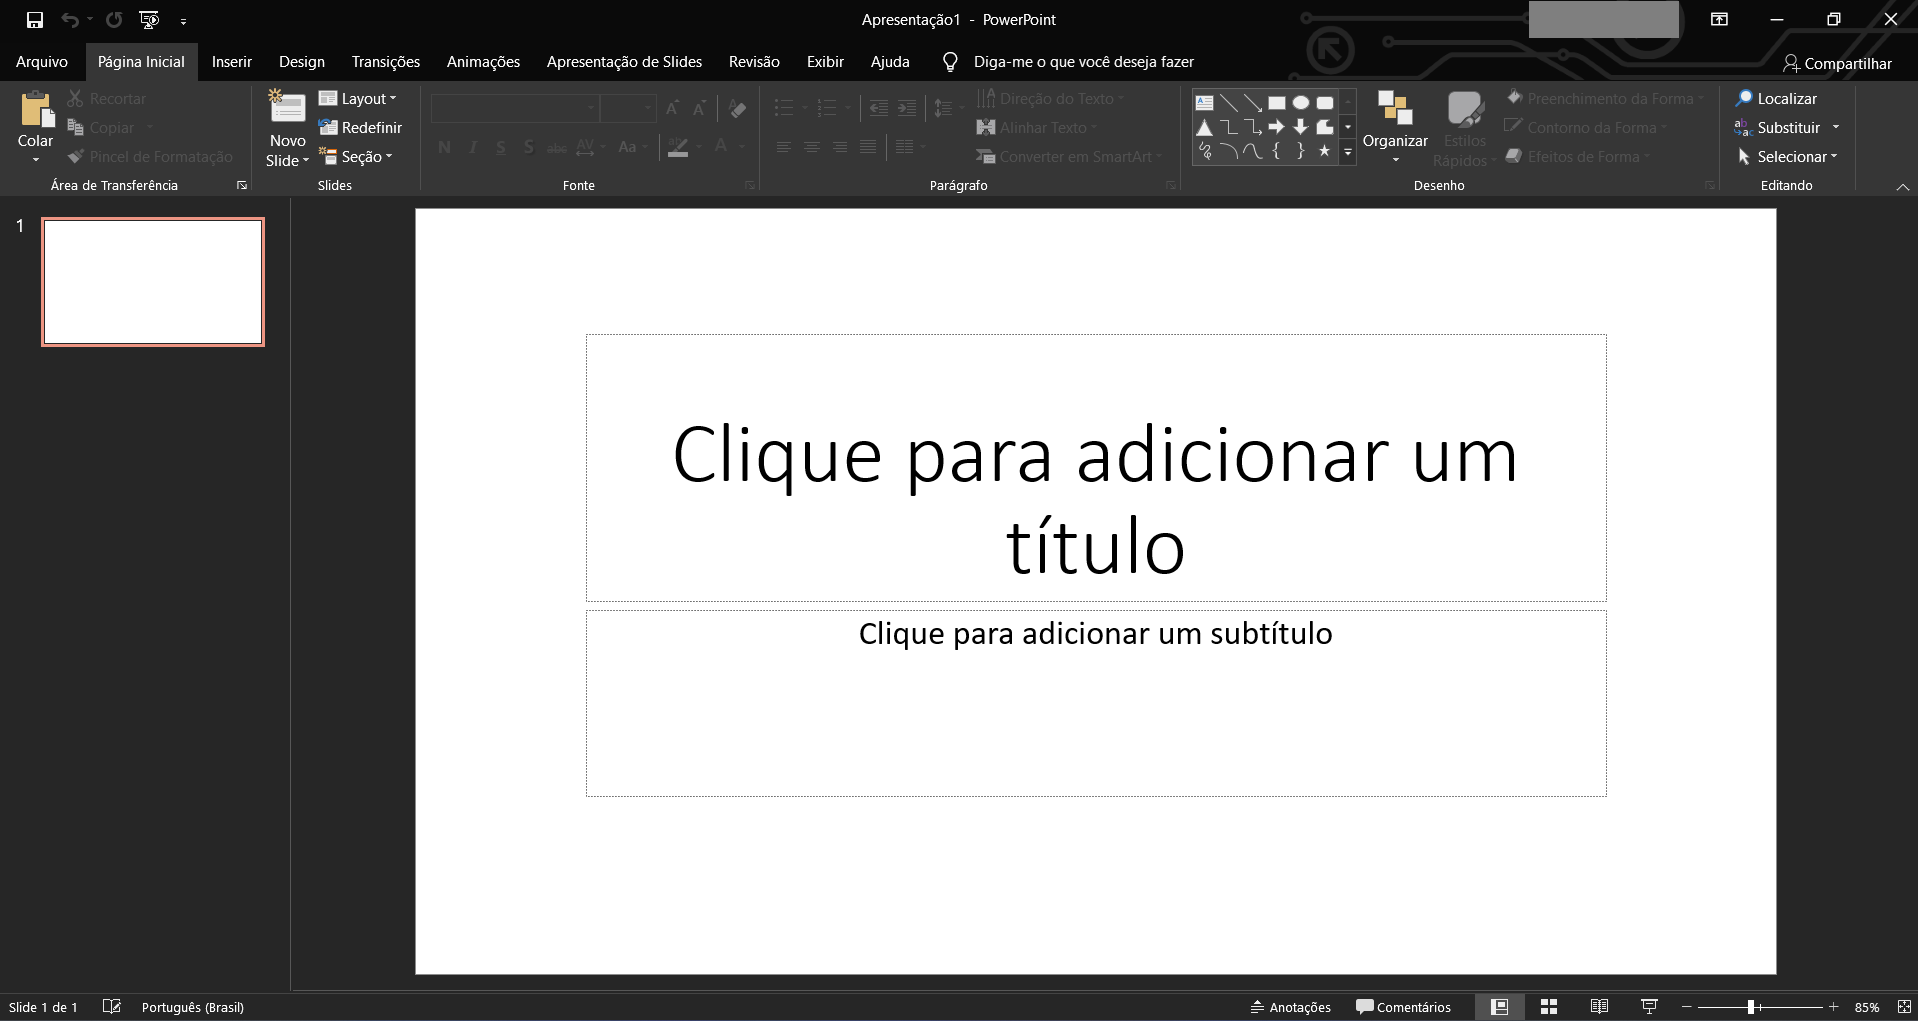 Apresentação1 - PowerPoint
Arquivo Página Inicial Inserir Design Transições Animações Apresentação de Slides Revisão Exibir Ajuda Diga-me o que você deseja fazer Compartilhar
Colar
Recortar
Copiar
Pincel de Formatação
Área de Transferência
Novo
Slide
Layout
Redefinir
Seção
Slides
N I S S abc AV Aa A
Fonte
Direção do Texto
Alinhar Texto
Converter em SmartArt
Parágrafo
Organizar
Estilos
Rápidos
Preenchimento da Forma
Contorno da Forma
Efeitos de Forma
Desenho
Localizar
Substituir
Selecionar
Editando
1
Clique para adicionar um
título
Clique para adicionar um subtítulo
Slide 1 de 1 Português (Brasil) Anotações Comentários 85%